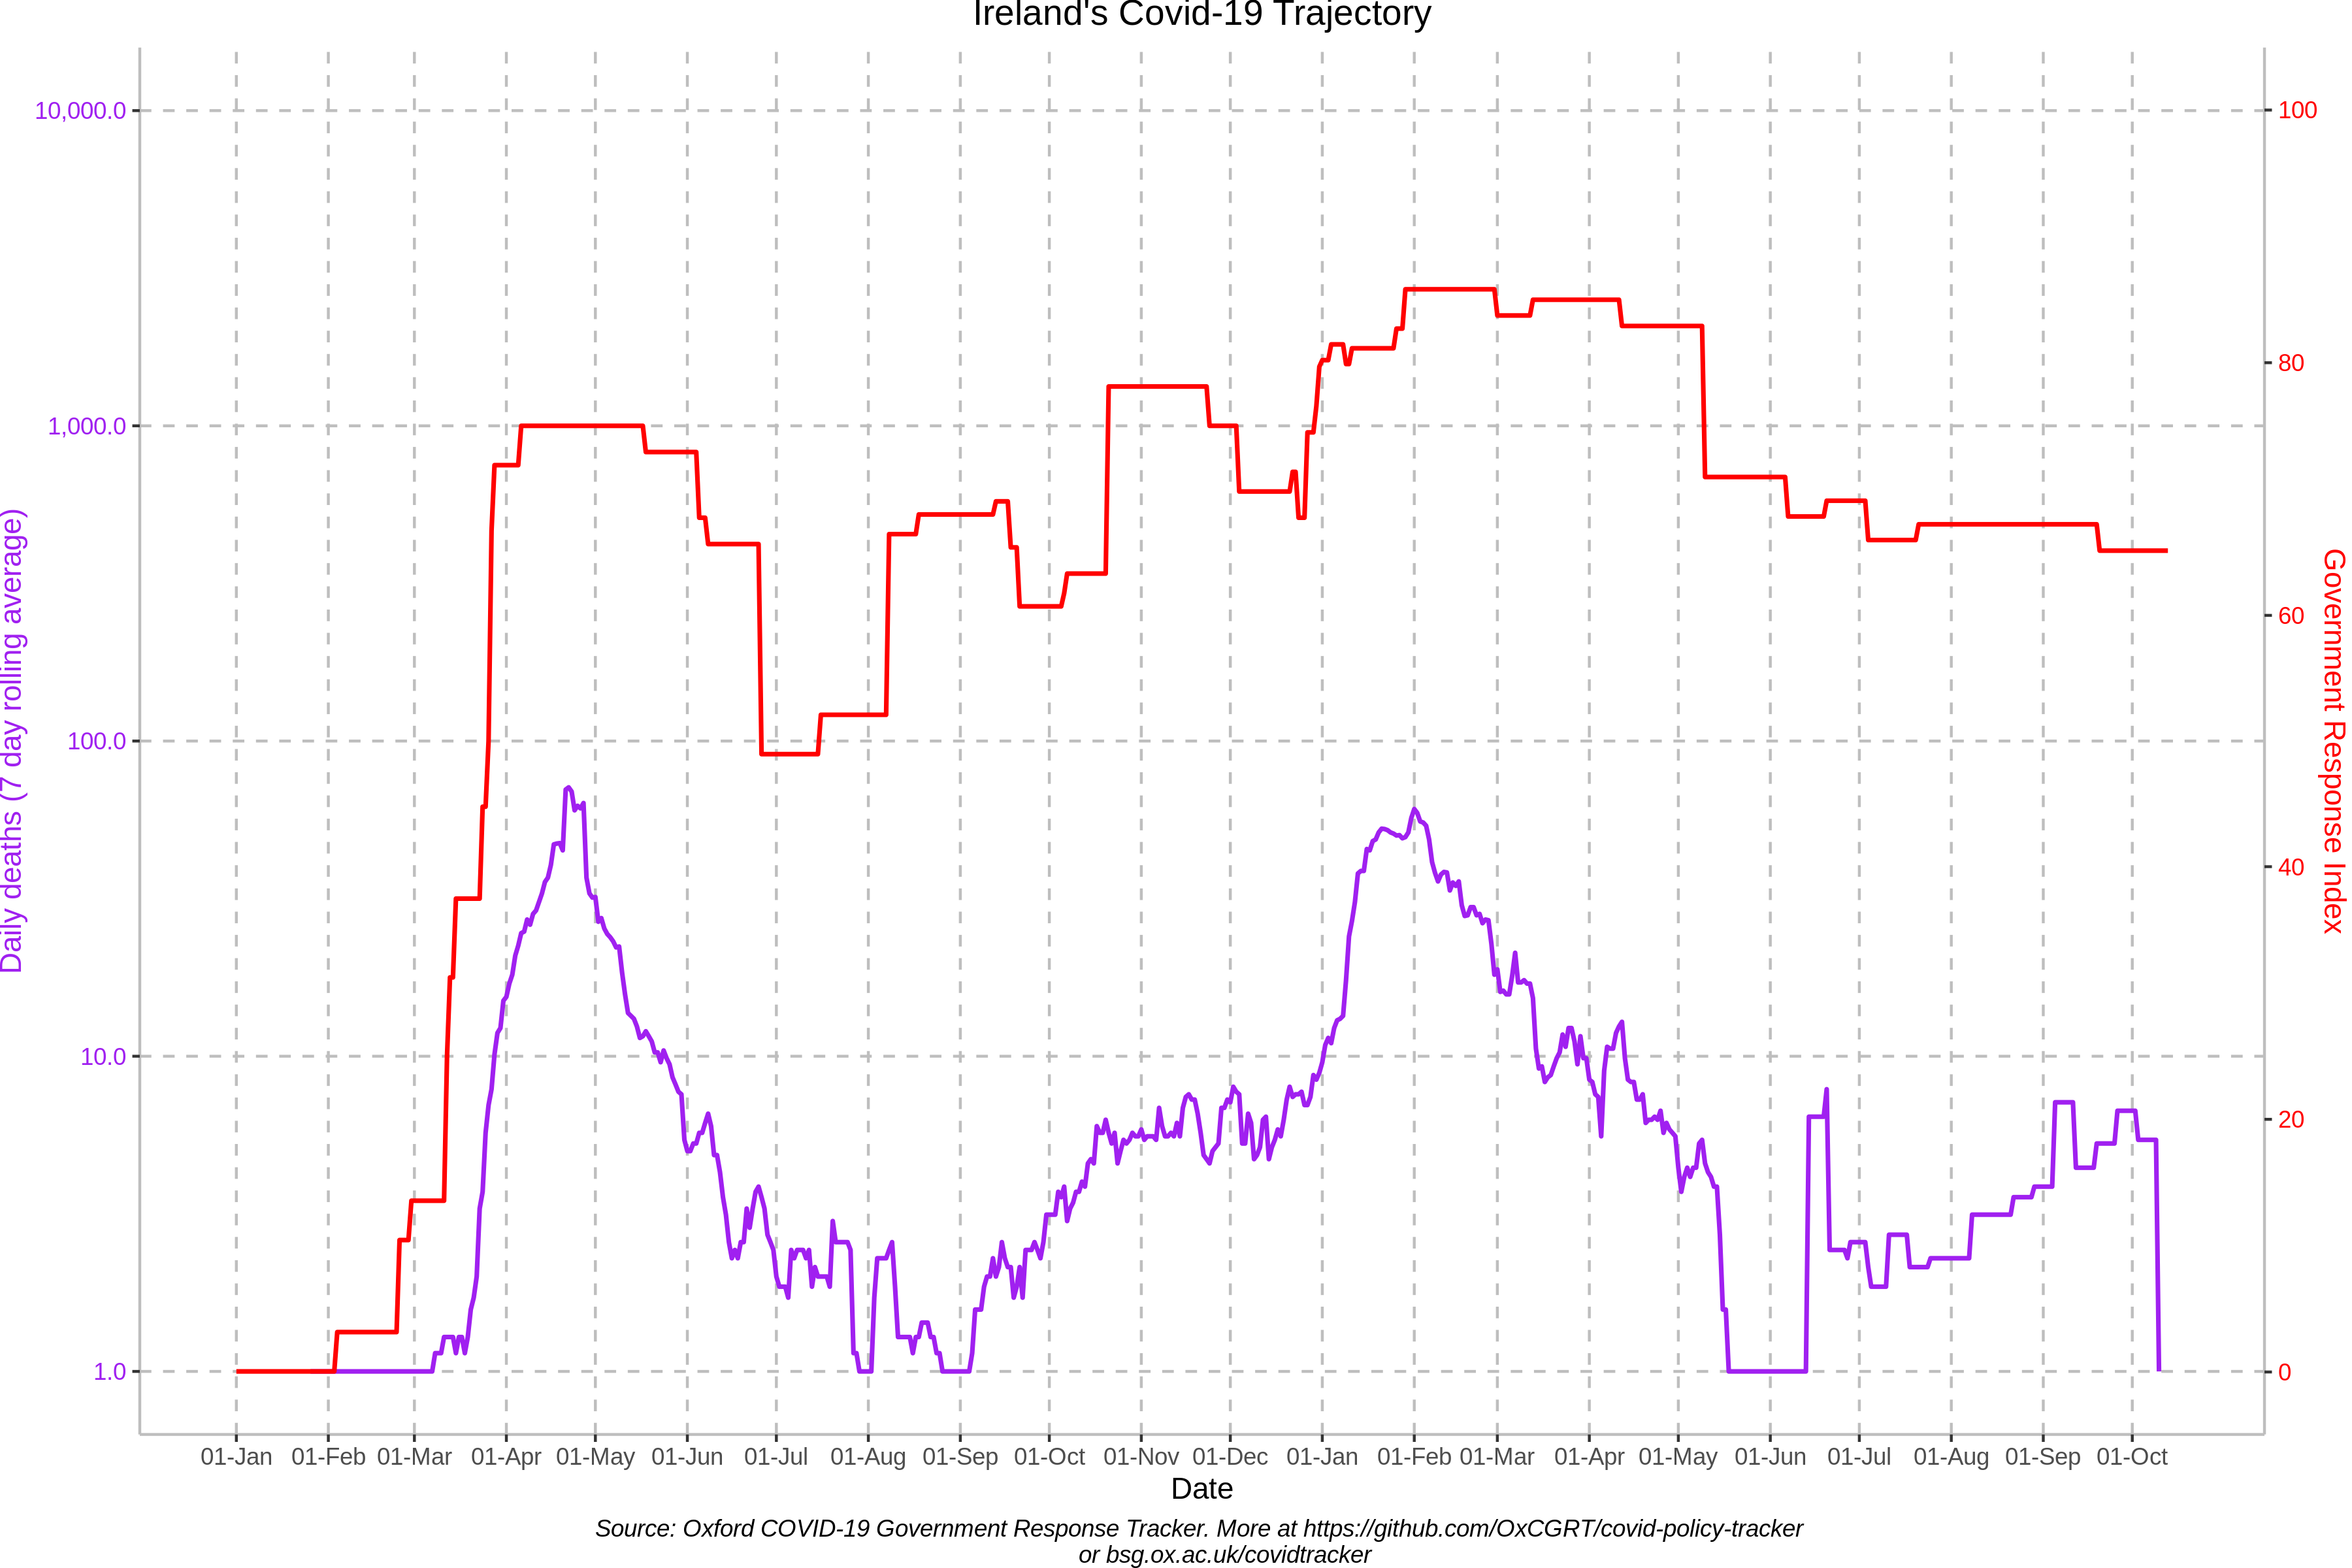 Ireland's Covid-19 Trajectory
10,000.0
1,000.0
100.0
10.0
1.0
Daily deaths (7 day rolling average)
100
80
60
40
20
0
Government Response Index
01-Jan 01-Feb 01-Mar 01-Apr 01-May 01-Jun 01-Jul 01-Aug 01-Sep 01-Oct 01-Nov 01-Dec 01-Jan 01-Feb 01-Mar 01-Apr 01-May 01-Jun 01-Jul 01-Aug 01-Sep 01-Oct
Date
Source: Oxford COVID-19 Government Response Tracker. More at https://github.com/OxCGRT/covid-policy-tracker
or bsg.ox.ac.uk/covidtracker